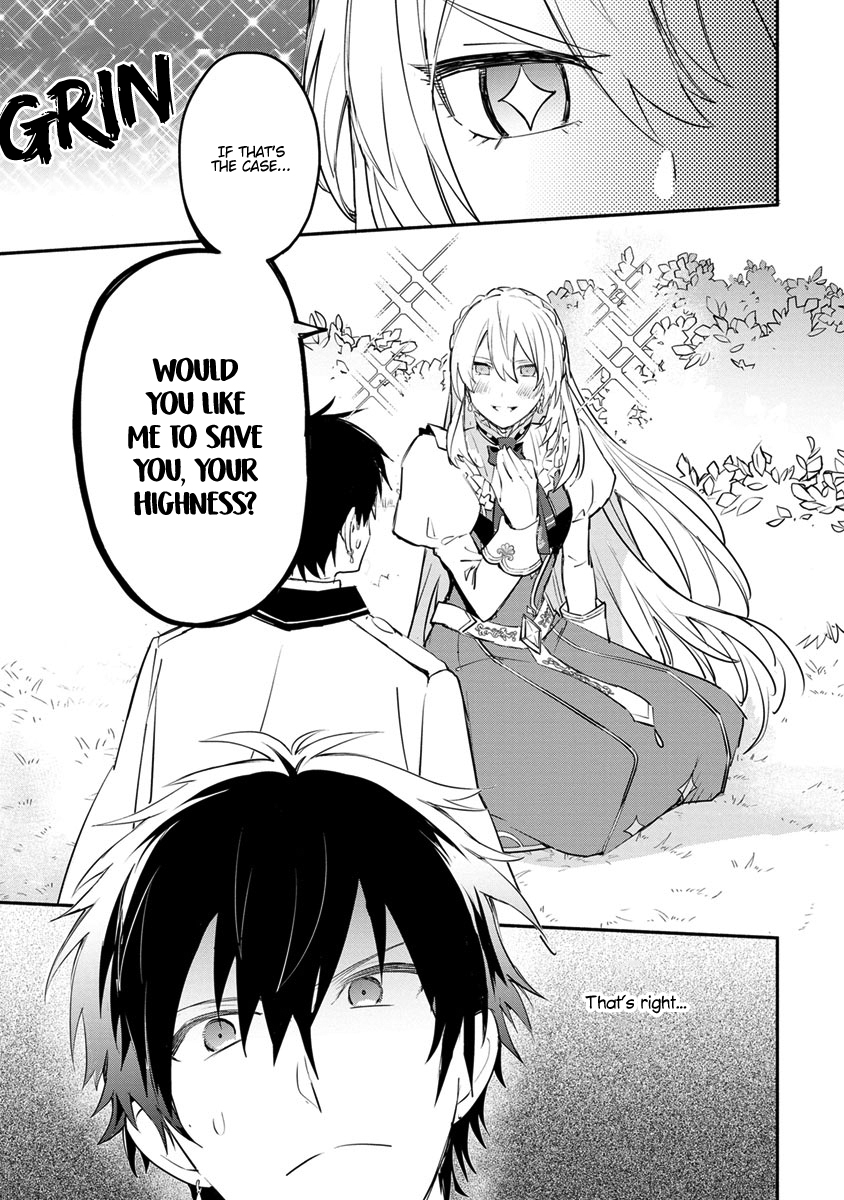 GRIN
IF THAT'S
THE CASE...
WOULD
YOU LIKE
ME TO SAVE
YOU, YOUR
HIGHNESS?
That's right...